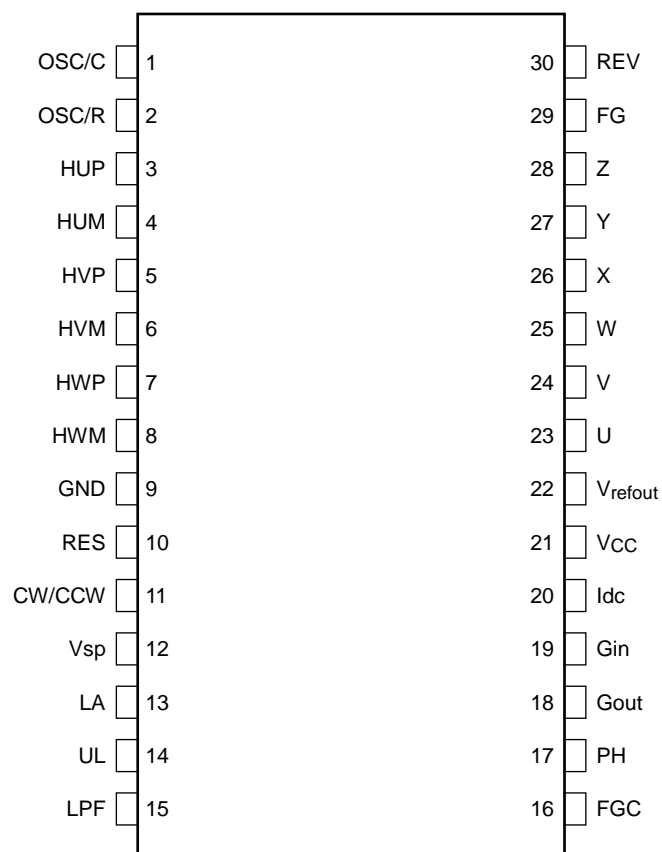 OSC/C 1 30 REV
OSC/R 2 29 FG
HUP 3 28 Z
HUM 4 27 Y
HVP 5 26 X
HVM 6 25 W
HWP 7 24 V
HWM 8 23 U
GND 9 22 Vrefout
RES 10 21 VCC
CW/CCW 11 20 Idc
Vsp 12 19 Gin
LA 13 18 Gout
UL 14 17 PH
LPF 15 16 FGC